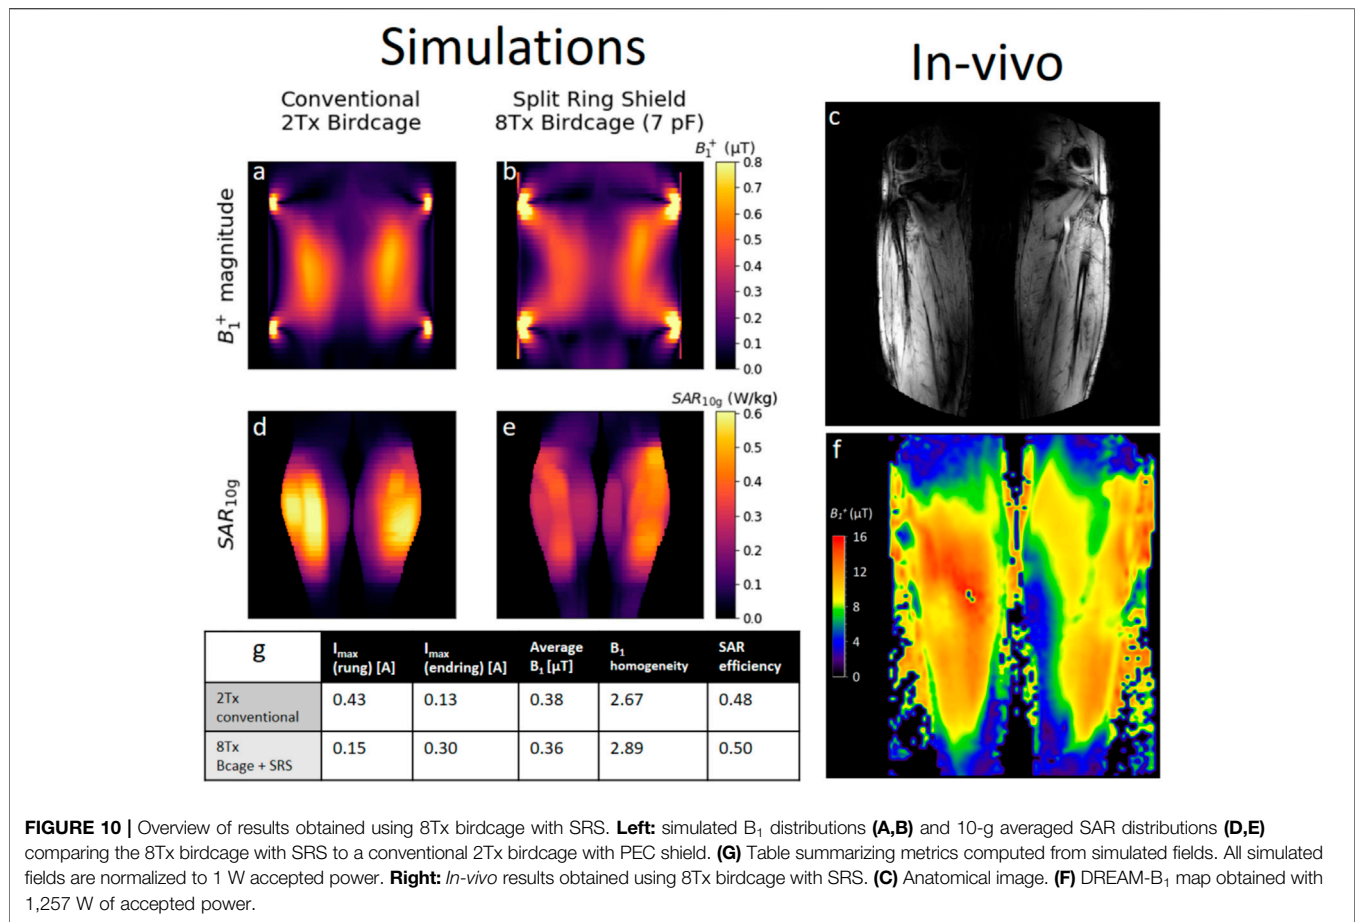 Simulations
In-vivo
Conventional
2Tx Birdcage
Split Ring Shield
8Tx Birdcage (7 pF)
B₁⁺ (μT)
B₁⁺ magnitude
a
b
0.8
0.7
0.6
0.5
0.4
0.3
0.2
0.1
0.0
c
SAR₁₀g (W/kg)
SAR₁₀g
d
e
0.6
0.5
0.4
0.3
0.2
0.1
0.0
f
B₁⁺ (μT)
16
12
8
4
0
g
I_max (rung) [A]
I_max (endring) [A]
Average B₁ [μT]
B₁ homogeneity
SAR efficiency
2Tx conventional
0.43
0.13
0.38
2.67
0.48
8Tx Bcage + SRS
0.15
0.30
0.36
2.89
0.50
FIGURE 10 | Overview of results obtained using 8Tx birdcage with SRS. Left: simulated B₁ distributions (A,B) and 10-g averaged SAR distributions (D,E)
comparing the 8Tx birdcage with SRS to a conventional 2Tx birdcage with PEC shield. (G) Table summarizing metrics computed from simulated fields. All simulated
fields are normalized to 1 W accepted power. Right: In-vivo results obtained using 8Tx birdcage with SRS. (C) Anatomical image. (F) DREAM-B₁ map obtained with
1,257 W of accepted power.